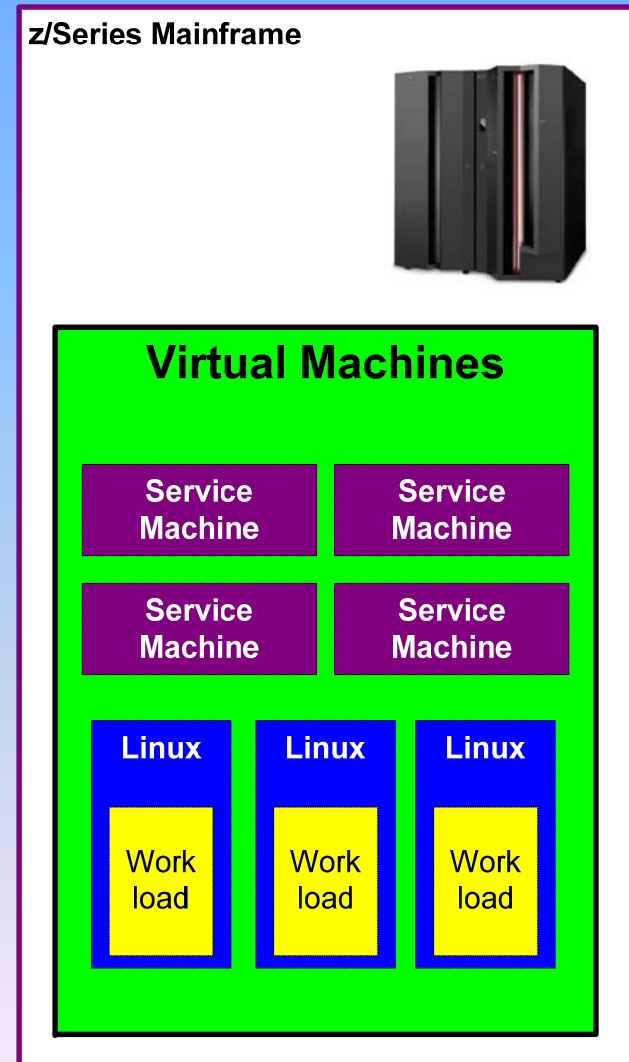 z/Series Mainframe
Virtual Machines
Service
Machine
Service
Machine
Service
Machine
Service
Machine
Linux
Work
load
Linux
Work
load
Linux
Work
load